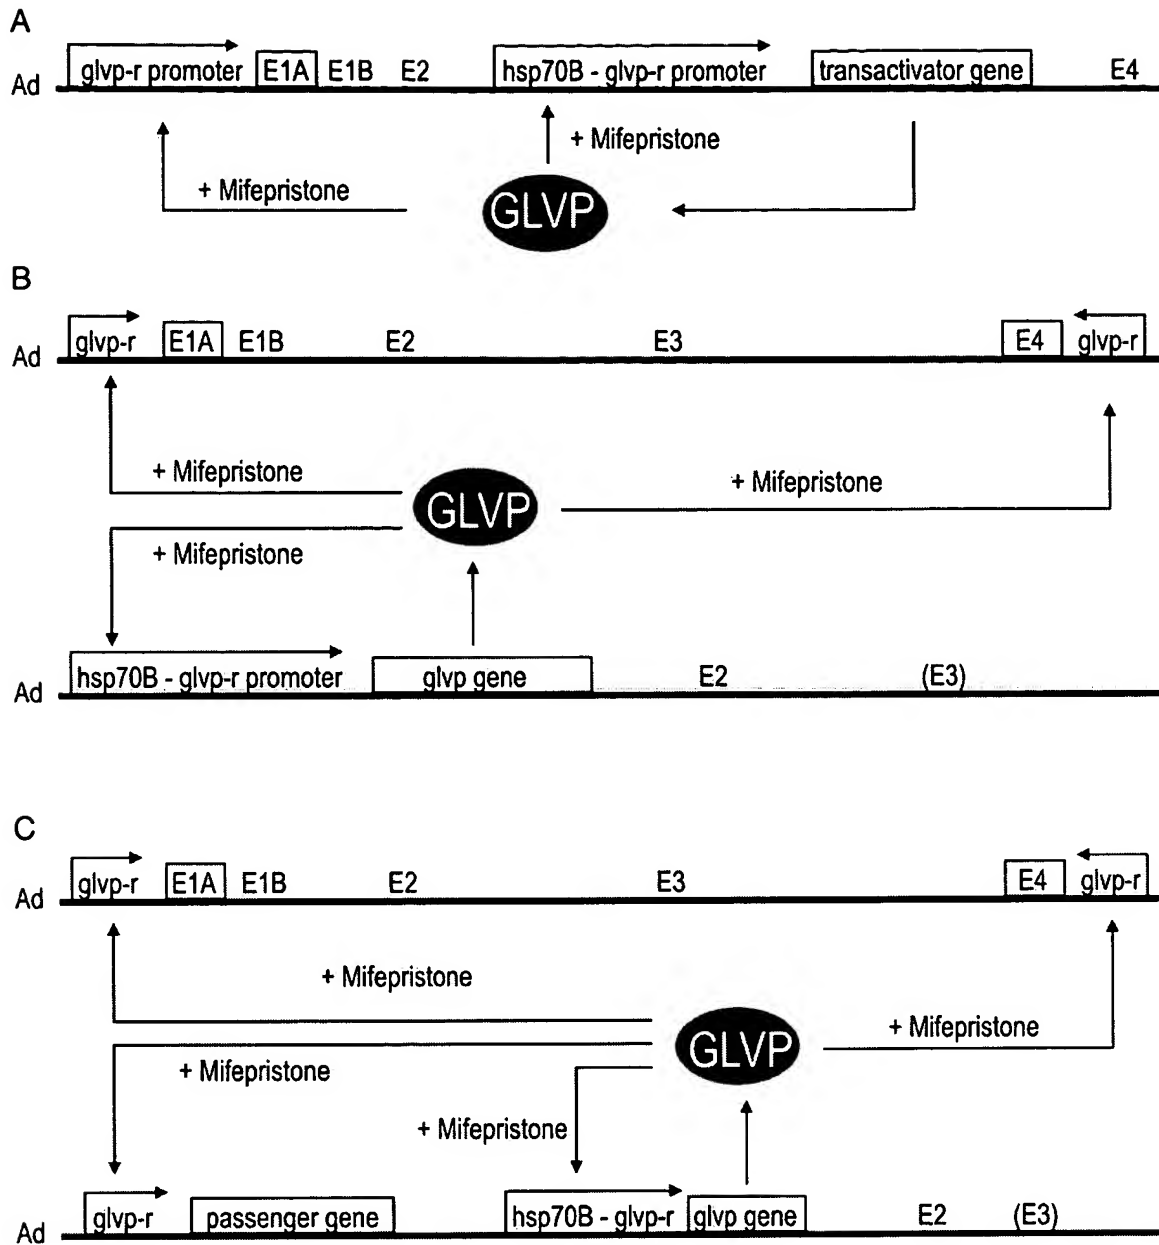 A
Ad glvp-r promoter E1A E1B E2 hsp70B - glvp-r promoter transactivator gene E4
+ Mifepristone
+ Mifepristone
GLVP
B
Ad glvp-r E1A E1B E2 E3 E4 glvp-r
+ Mifepristone
+ Mifepristone
GLVP
+ Mifepristone
Ad hsp70B - glvp-r promoter glvp gene E2 (E3)
C
Ad glvp-r E1A E1B E2 E3 E4 glvp-r
+ Mifepristone
+ Mifepristone
GLVP
+ Mifepristone
+ Mifepristone
Ad glvp-r passenger gene hsp70B - glvp-r glvp gene E2 (E3)